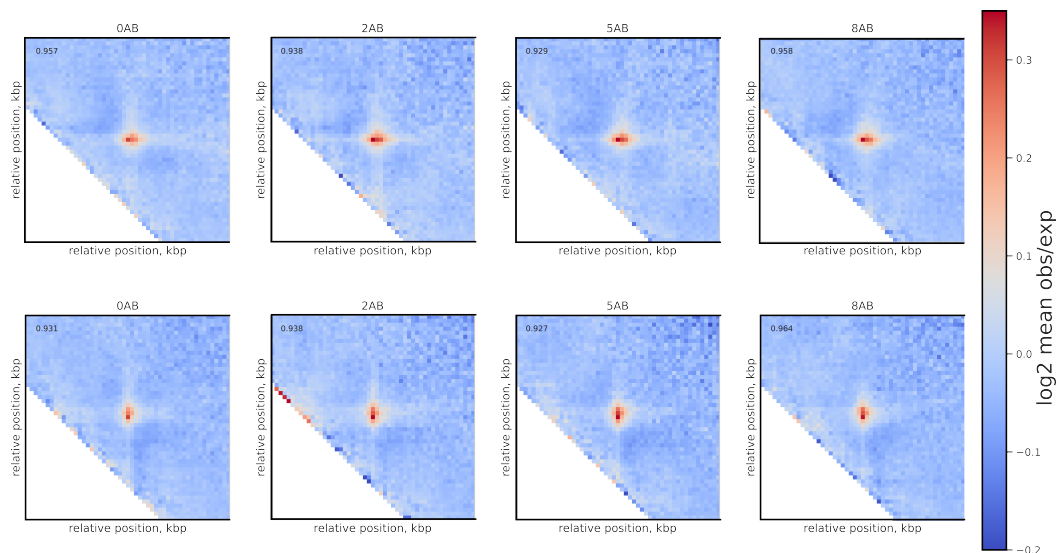 0AB
2AB
5AB
8AB
0.957
0.938
0.929
0.958
relative position, kbp
relative position, kbp
relative position, kbp
relative position, kbp
relative position, kbp
relative position, kbp
relative position, kbp
relative position, kbp
0AB
2AB
5AB
8AB
0.931
0.938
0.927
0.964
relative position, kbp
relative position, kbp
relative position, kbp
relative position, kbp
relative position, kbp
relative position, kbp
relative position, kbp
relative position, kbp
0.3
0.2
0.1
0.0
−0.1
−0.2
log2 mean obs/exp